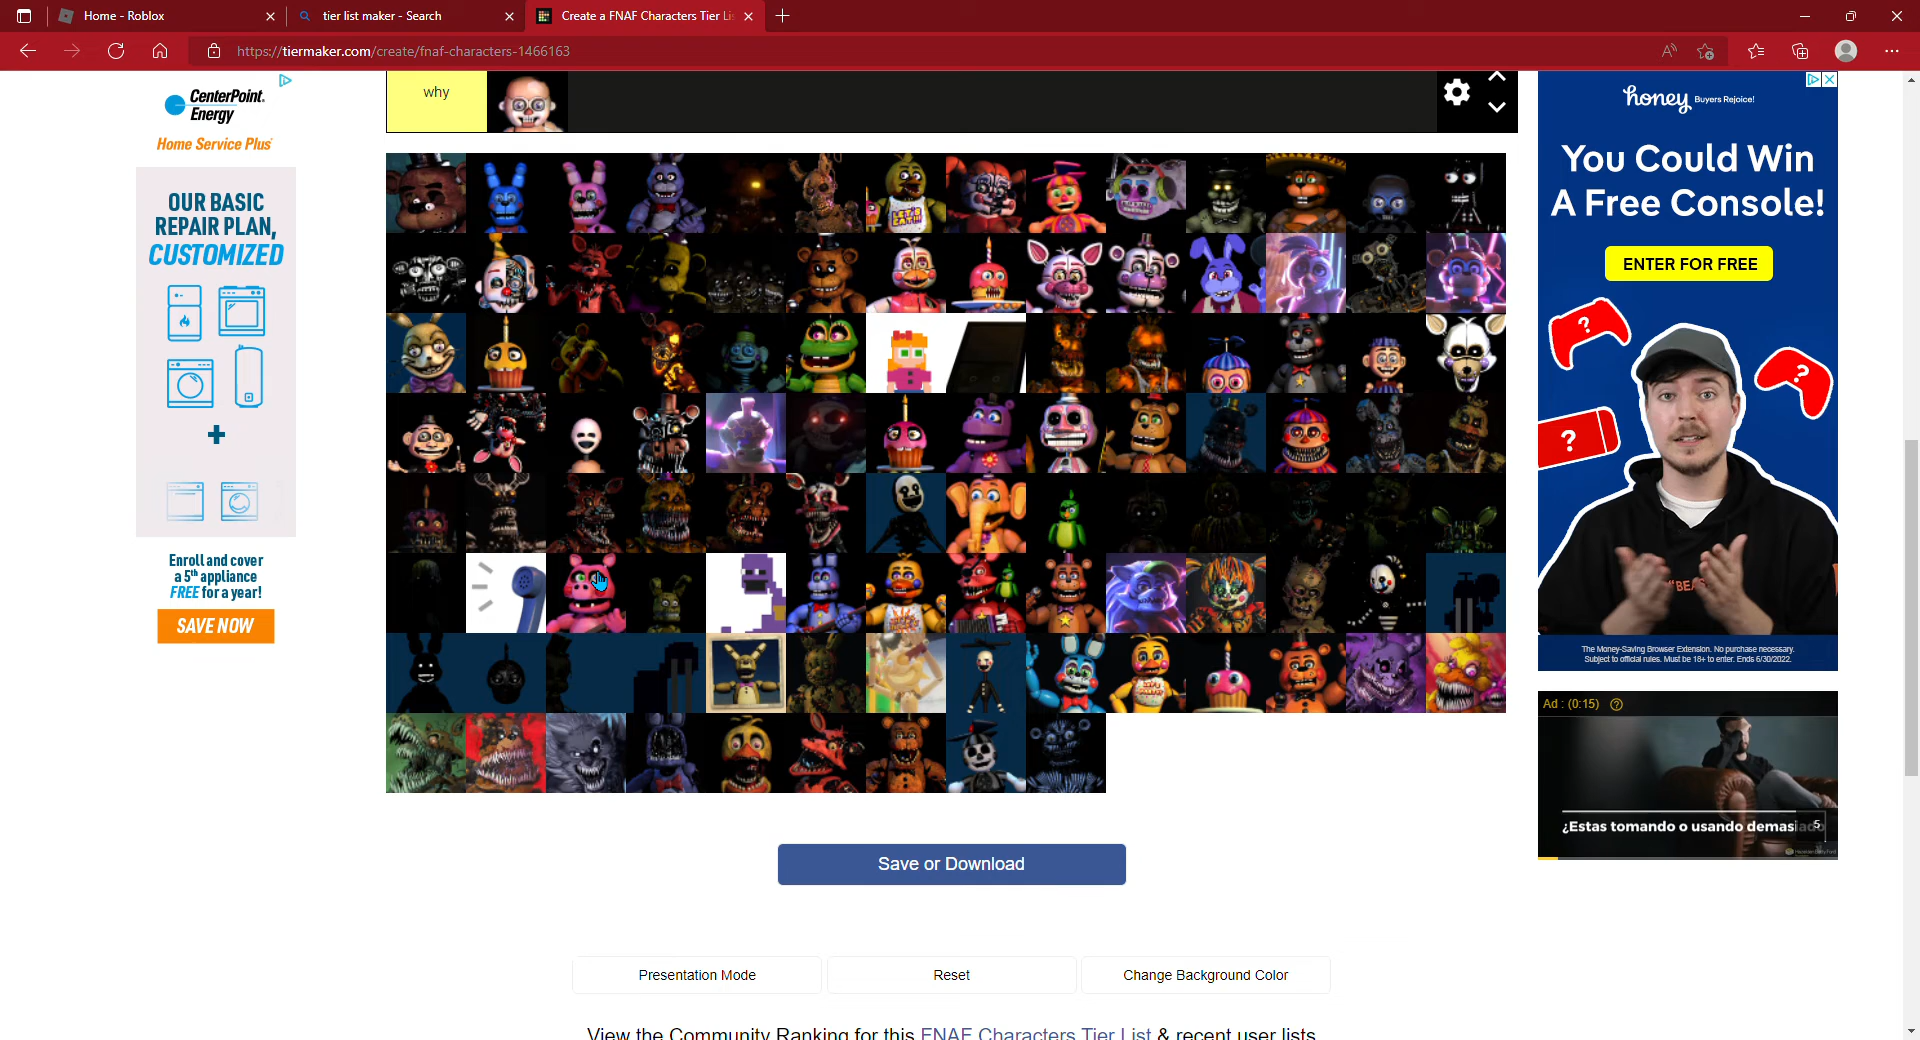 Home - Roblox
tier list maker - Search
Create a FNAF Characters Tier Li
https://tiermaker.com/create/fnaf-characters-1466163
CenterPoint.
Energy
Home Service Plus
OUR BASIC
REPAIR PLAN,
CUSTOMIZED
+
Enroll and cover
a 5th appliance
FREE for a year!
SAVE NOW
why
LET'S EAT!!!
Save or Download
Presentation Mode
Reset
Change Background Color
View the Community Ranking for this FNAF Characters Tier List & recent user lists
honey Buyers Rejoice!
You Could Win
A Free Console!
ENTER FOR FREE
?
?
?
"BEA
The Money-Saving Browser Extension. No purchase necessary.
Subject to official rules. Must be 18+ to enter. Ends 6/30/2022.
Ad : (0:15)
¿Estas tomando o usando demasiado
5